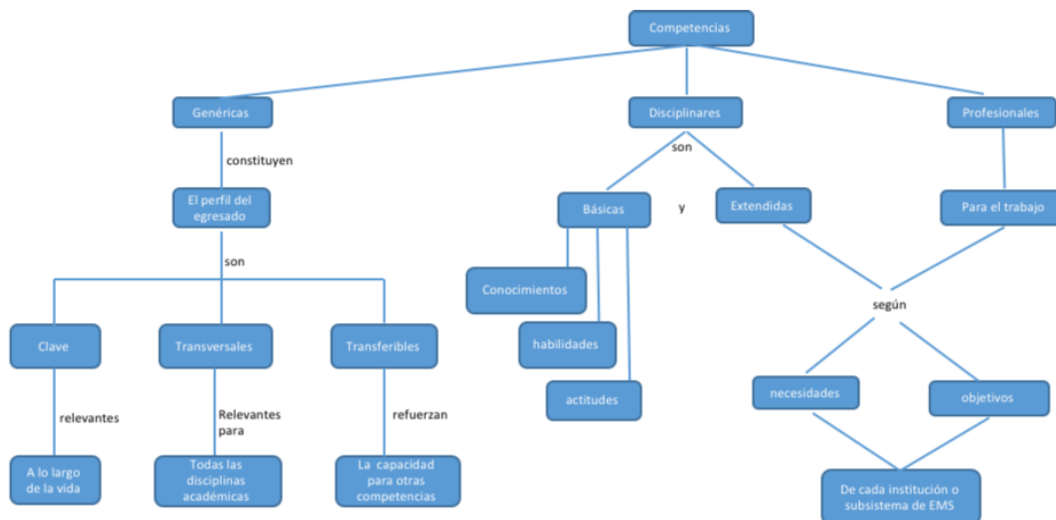 Competencias
Genéricas
Disciplinares
Profesionales
constituyen
son
El perfil del
egresado
Básicas
y
Extendidas
Para el trabajo
son
Conocimientos
habilidades
actitudes
según
Clave
Transversales
Transferibles
necesidades
objetivos
relevantes
Relevantes
para
refuerzan
A lo largo
de la vida
Todas las
disciplinas
académicas
La capacidad
para otras
competencias
De cada institución o
subsistema de EMS